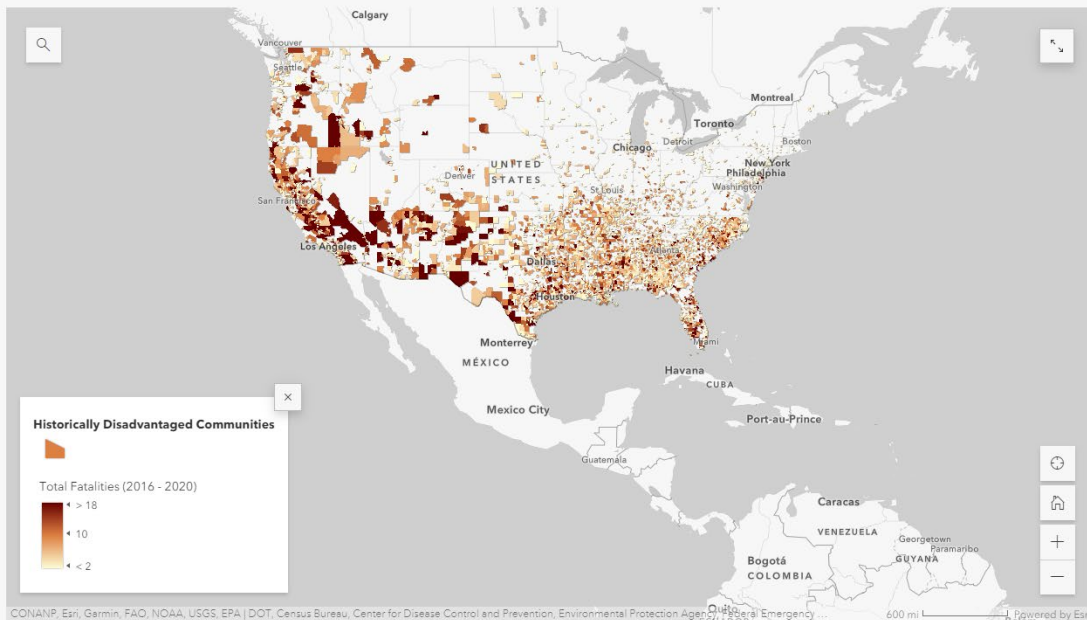 Calgary
Vancouver
Seattle
Montreal
Toronto
Chicago
Detroit
Boston
New York
Philadelphia
UNITED
STATES
Denver
Washington
St Louis
San Francisco
Los Angeles
Atlanta
Dallas
Houston
Miami
Monterrey
MÉXICO
Havana
CUBA
Mexico City
Port-au-Prince
Guatemala
Historically Disadvantaged Communities
Total Fatalities (2016 - 2020)
> 18
10
< 2
Caracas
VENEZUELA
Georgetown
Paramaribo
GUYANA
Bogotá
COLOMBIA
Quito
600 mi
CONANP, Esri, Garmin, FAO, NOAA, USGS, EPA | DOT, Census Bureau, Center for Disease Control and Prevention, Environmental Protection Agency, Federal Emergency ...
Powered by Esri